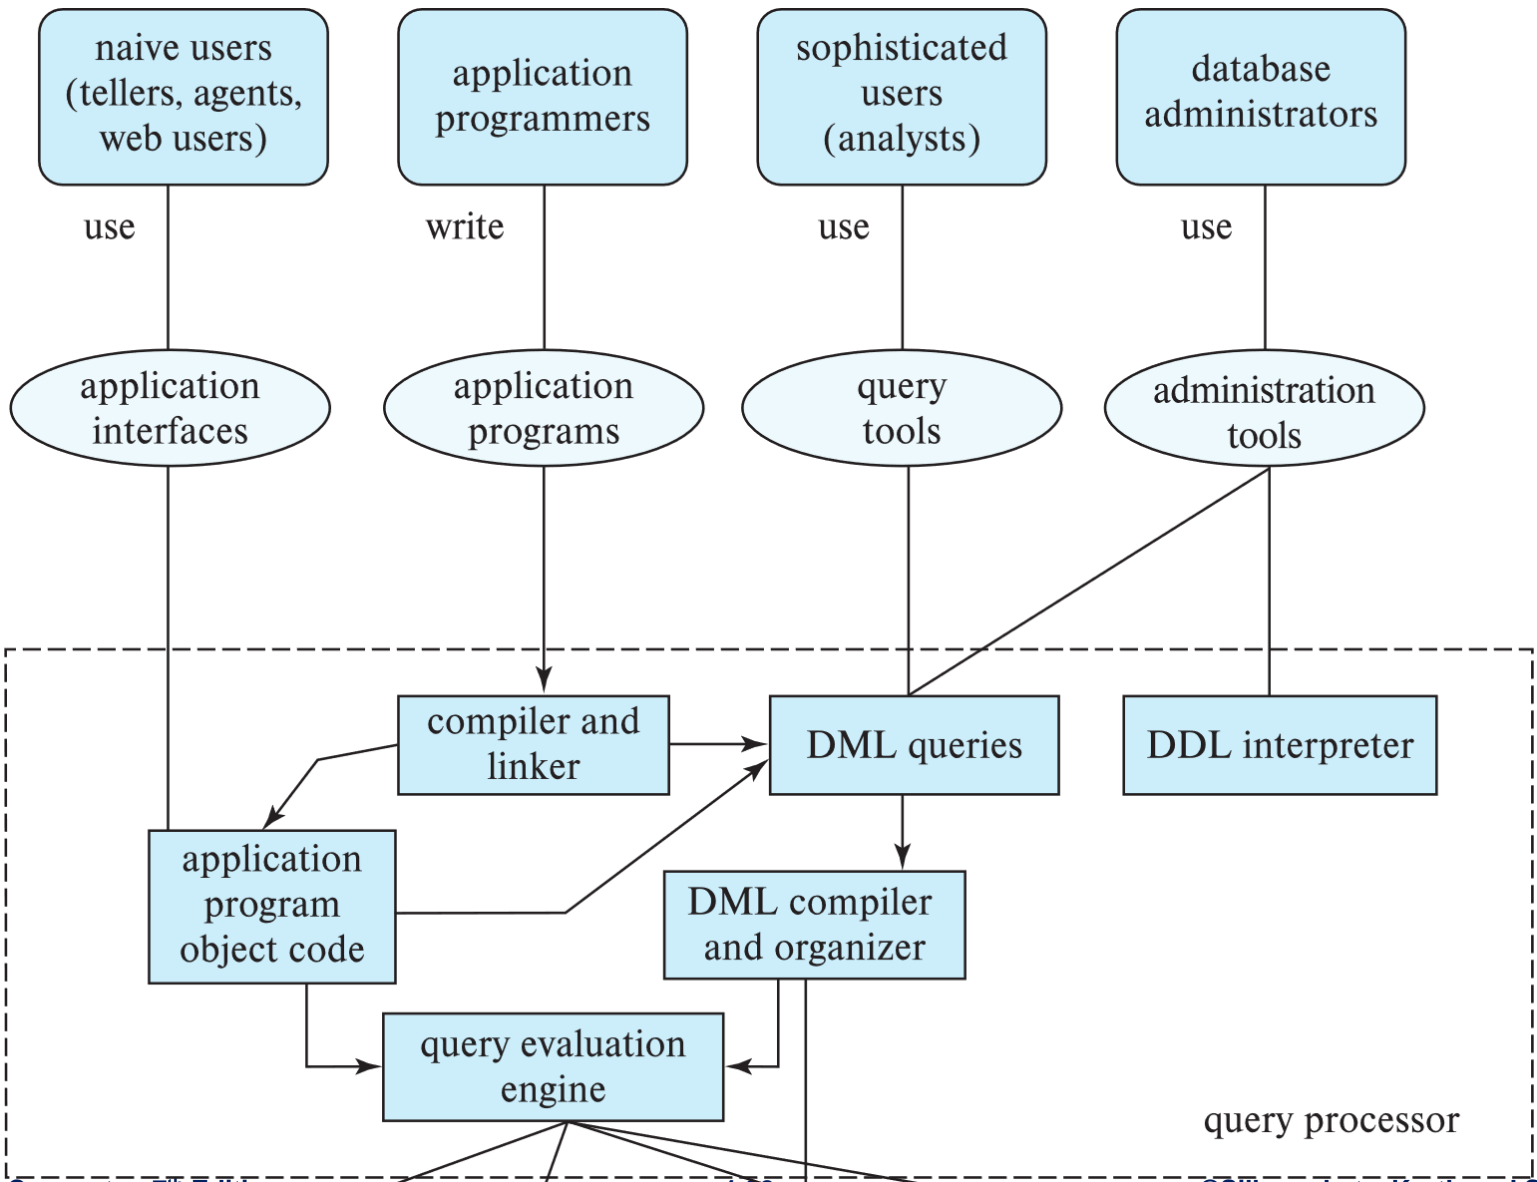 naive users
(tellers, agents,
web users)
application
programmers
sophisticated
users
(analysts)
database
administrators
use
write
use
use
application
interfaces
application
programs
query
tools
administration
tools
compiler and
linker
DML queries
DDL interpreter
application
program
object code
DML compiler
and organizer
query evaluation
engine
query processor